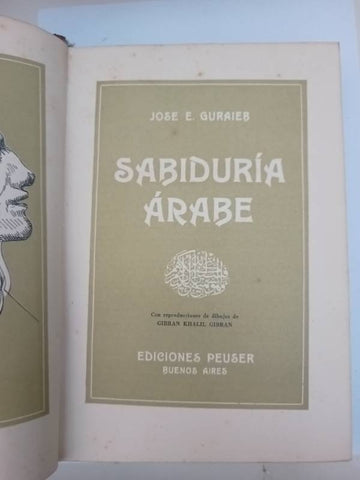 JOSE E. GURAIEB
SABIDURÍA
ÁRABE
Con reproducciones de dibujos de
GIBRAN KHALIL GIBRAN
EDICIONES PEUSER
BUENOS AIRES